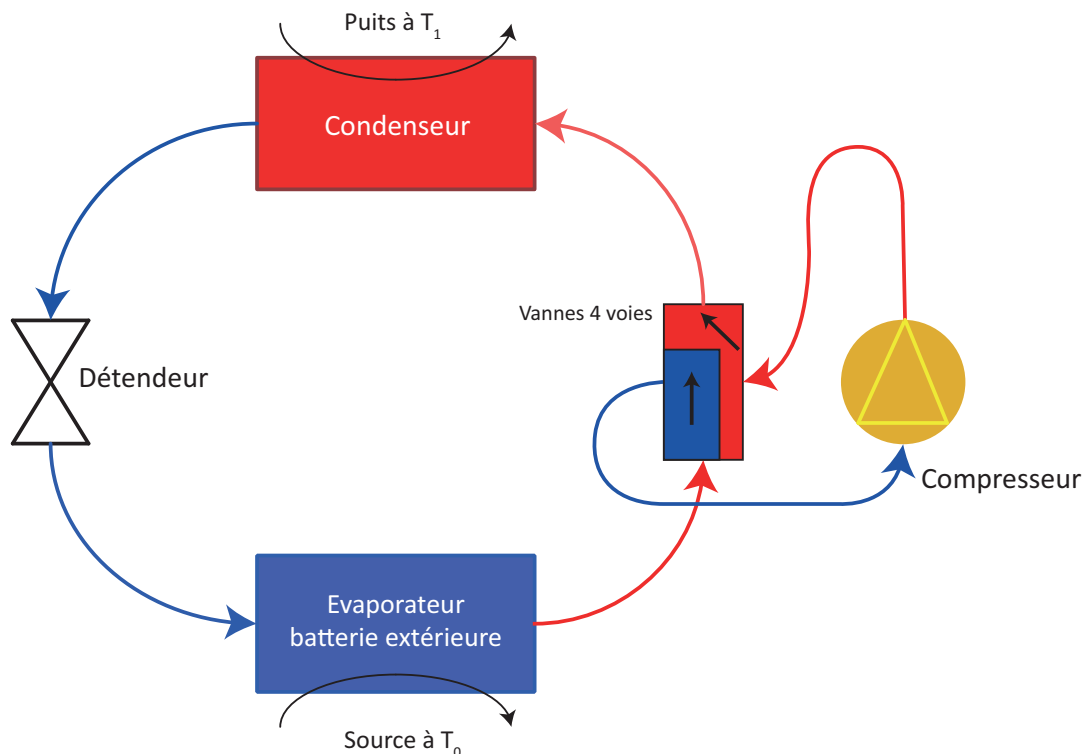 Puits à T₁
Condenseur
Vannes 4 voies
Détendeur
Compresseur
Evaporateur
batterie extérieure
Source à T₀